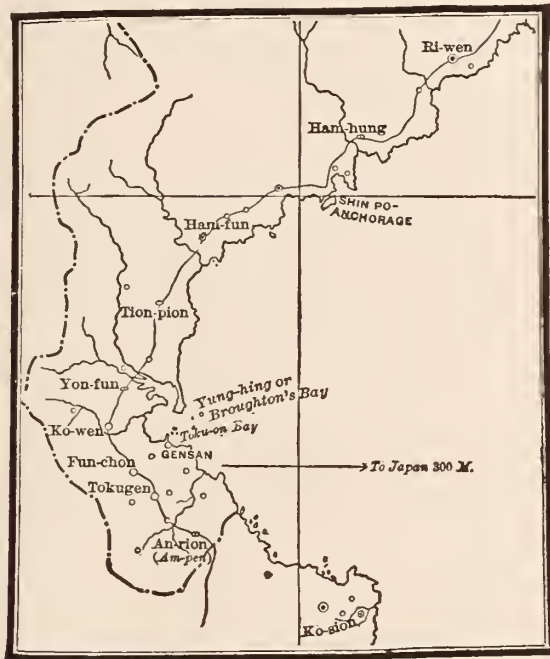 Ri-wen
Ham-hung
SHIN PO-
ANCHORAGE
Ham-fun
Tion-pion
Yung-hing or
Broughton's Bay
Yon-fun
Toku-on Bay
Ko-wen
GENSAN
Fun-chon
To Japan 300 M.
Tokugen
An-rion
(Am-pen)
Ko-sion